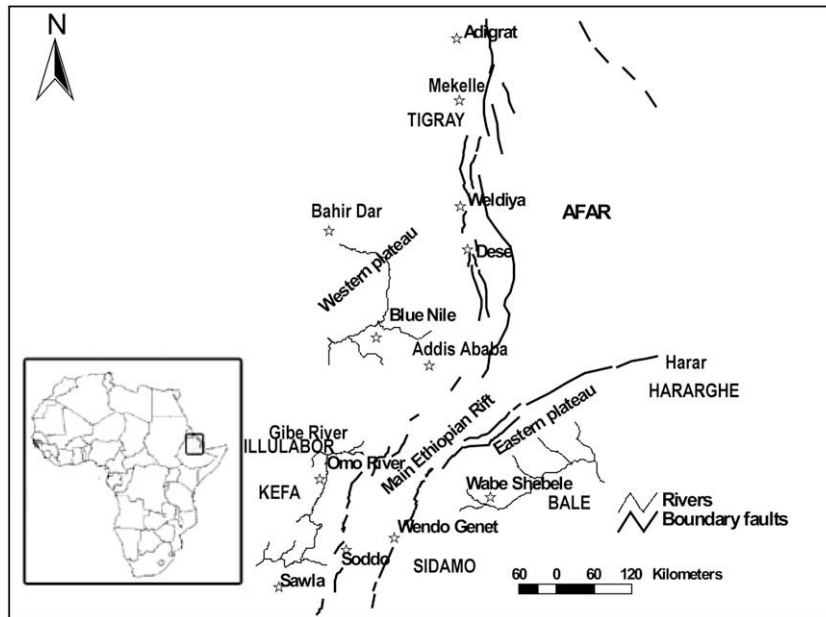 N
Adigrat
Mekelle
TIGRAY
Weldiya
AFAR
Bahir Dar
Dese
Western plateau
Blue Nile
Addis Ababa
Harar
HARARGHE
Main Ethiopian Rift
Eastern plateau
Gibe River
ILLULABOR
Omo River
KEFA
Wabe Shebele
BALE
Rivers
Boundary faults
Wendo Genet
Soddo
SIDAMO
Sawla
60 0 60 120 Kilometers